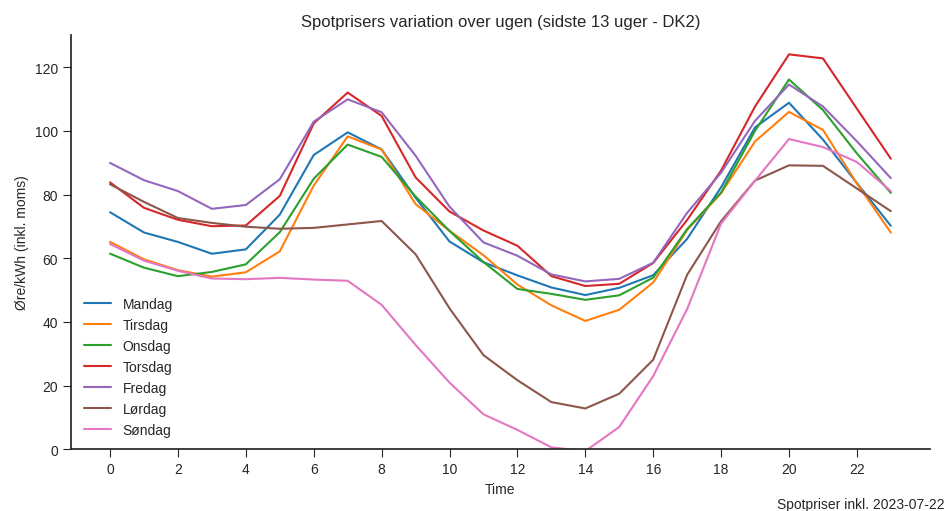 Spotprisers variation over ugen (sidste 13 uger - DK2)
Øre/kWh (inkl. moms)
120
100
80
60
40
20
0
Mandag
Tirsdag
Onsdag
Torsdag
Fredag
Lørdag
Søndag
0 2 4 6 8 10 12 14 16 18 20 22
Time
Spotpriser inkl. 2023-07-22